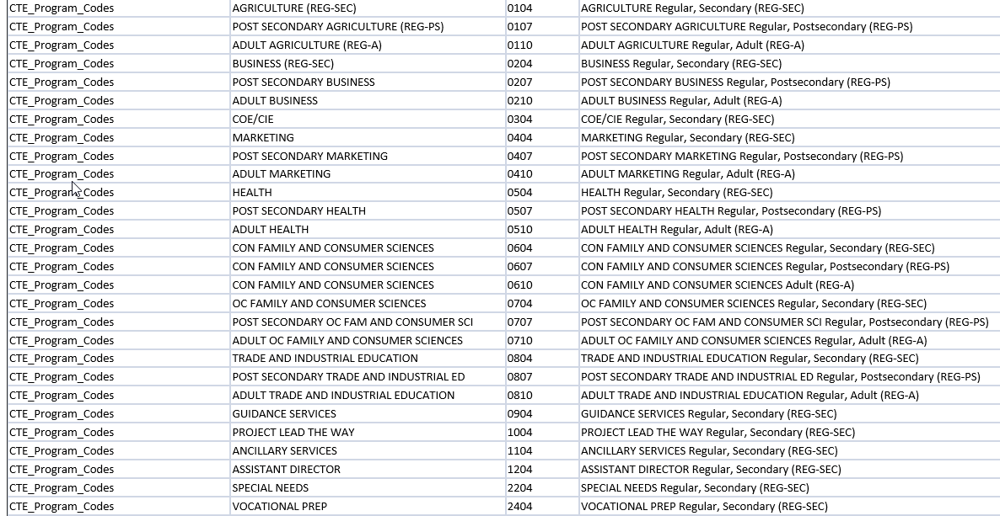 CTE_Program_Codes AGRICULTURE (REG-SEC) 0104 AGRICULTURE Regular, Secondary (REG-SEC)
CTE_Program_Codes POST SECONDARY AGRICULTURE (REG-PS) 0107 POST SECONDARY AGRICULTURE Regular, Postsecondary (REG-PS)
CTE_Program_Codes ADULT AGRICULTURE (REG-A) 0110 ADULT AGRICULTURE Regular, Adult (REG-A)
CTE_Program_Codes BUSINESS (REG-SEC) 0204 BUSINESS Regular, Secondary (REG-SEC)
CTE_Program_Codes POST SECONDARY BUSINESS 0207 POST SECONDARY BUSINESS Regular, Postsecondary (REG-PS)
CTE_Program_Codes ADULT BUSINESS 0210 ADULT BUSINESS Regular, Adult (REG-A)
CTE_Program_Codes COE/CIE 0304 COE/CIE Regular, Secondary (REG-SEC)
CTE_Program_Codes MARKETING 0404 MARKETING Regular, Secondary (REG-SEC)
CTE_Program_Codes POST SECONDARY MARKETING 0407 POST SECONDARY MARKETING Regular, Postsecondary (REG-PS)
CTE_Program_Codes ADULT MARKETING 0410 ADULT MARKETING Regular, Adult (REG-A)
CTE_Program_Codes HEALTH 0504 HEALTH Regular, Secondary (REG-SEC)
CTE_Program_Codes POST SECONDARY HEALTH 0507 POST SECONDARY HEALTH Regular, Postsecondary (REG-PS)
CTE_Program_Codes ADULT HEALTH 0510 ADULT HEALTH Regular, Adult (REG-A)
CTE_Program_Codes CON FAMILY AND CONSUMER SCIENCES 0604 CON FAMILY AND CONSUMER SCIENCES Regular, Secondary (REG-SEC)
CTE_Program_Codes CON FAMILY AND CONSUMER SCIENCES 0607 CON FAMILY AND CONSUMER SCIENCES Regular, Postsecondary (REG-PS)
CTE_Program_Codes CON FAMILY AND CONSUMER SCIENCES 0610 CON FAMILY AND CONSUMER SCIENCES Adult (REG-A)
CTE_Program_Codes OC FAMILY AND CONSUMER SCIENCES 0704 OC FAMILY AND CONSUMER SCIENCES Regular, Secondary (REG-SEC)
CTE_Program_Codes POST SECONDARY OC FAM AND CONSUMER SCI 0707 POST SECONDARY OC FAM AND CONSUMER SCI Regular, Postsecondary (REG-PS)
CTE_Program_Codes ADULT OC FAMILY AND CONSUMER SCIENCES 0710 ADULT OC FAMILY AND CONSUMER SCIENCES Regular, Adult (REG-A)
CTE_Program_Codes TRADE AND INDUSTRIAL EDUCATION 0804 TRADE AND INDUSTRIAL EDUCATION Regular, Secondary (REG-SEC)
CTE_Program_Codes POST SECONDARY TRADE AND INDUSTRIAL ED 0807 POST SECONDARY TRADE AND INDUSTRIAL ED Regular, Postsecondary (REG-PS)
CTE_Program_Codes ADULT TRADE AND INDUSTRIAL EDUCATION 0810 ADULT TRADE AND INDUSTRIAL EDUCATION Regular, Adult (REG-A)
CTE_Program_Codes GUIDANCE SERVICES 0904 GUIDANCE SERVICES Regular, Secondary (REG-SEC)
CTE_Program_Codes PROJECT LEAD THE WAY 1004 PROJECT LEAD THE WAY Regular, Secondary (REG-SEC)
CTE_Program_Codes ANCILLARY SERVICES 1104 ANCILLARY SERVICES Regular, Secondary (REG-SEC)
CTE_Program_Codes ASSISTANT DIRECTOR 1204 ASSISTANT DIRECTOR Regular, Secondary (REG-SEC)
CTE_Program_Codes SPECIAL NEEDS 2204 SPECIAL NEEDS Regular, Secondary (REG-SEC)
CTE_Program_Codes VOCATIONAL PREP 2404 VOCATIONAL PREP Regular, Secondary (REG-SEC)